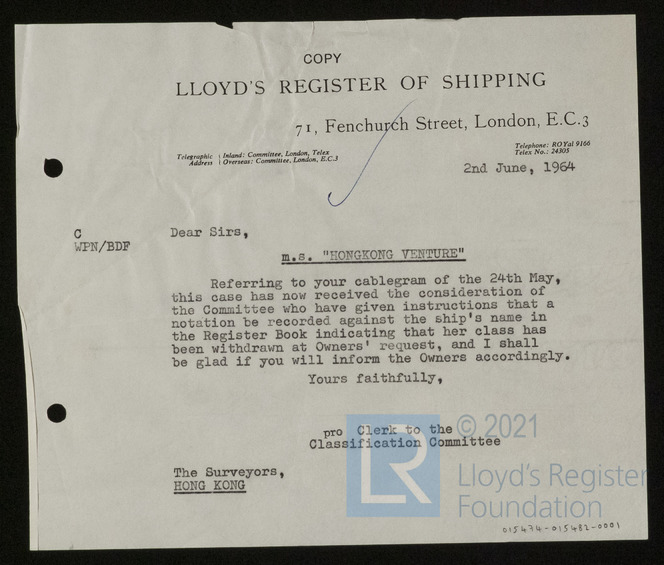 COPY
LLOYD'S REGISTER OF SHIPPING
71, Fenchurch Street, London, E.C.3
Telegraphic Address
Inland: Committee, London, Telex
Overseas: Committee, London, E.C.3
Telephone: ROYal 9166
Telex No.: 24305
2nd June, 1964
C
WPN/BDF
Dear Sirs,
m.s. "HONGKONG VENTURE"
Referring to your cablegram of the 24th May,
this case has now received the consideration of
the Committee who have given instructions that a
notation be recorded against the ship's name in
the Register Book indicating that her class has
been withdrawn at Owners' request, and I shall
be glad if you will inform the Owners accordingly.
Yours faithfully,
pro Clerk to the
Classification Committee
The Surveyors,
HONG KONG
LR
© 2021
Lloyd's Register
Foundation
015474-015482-0001